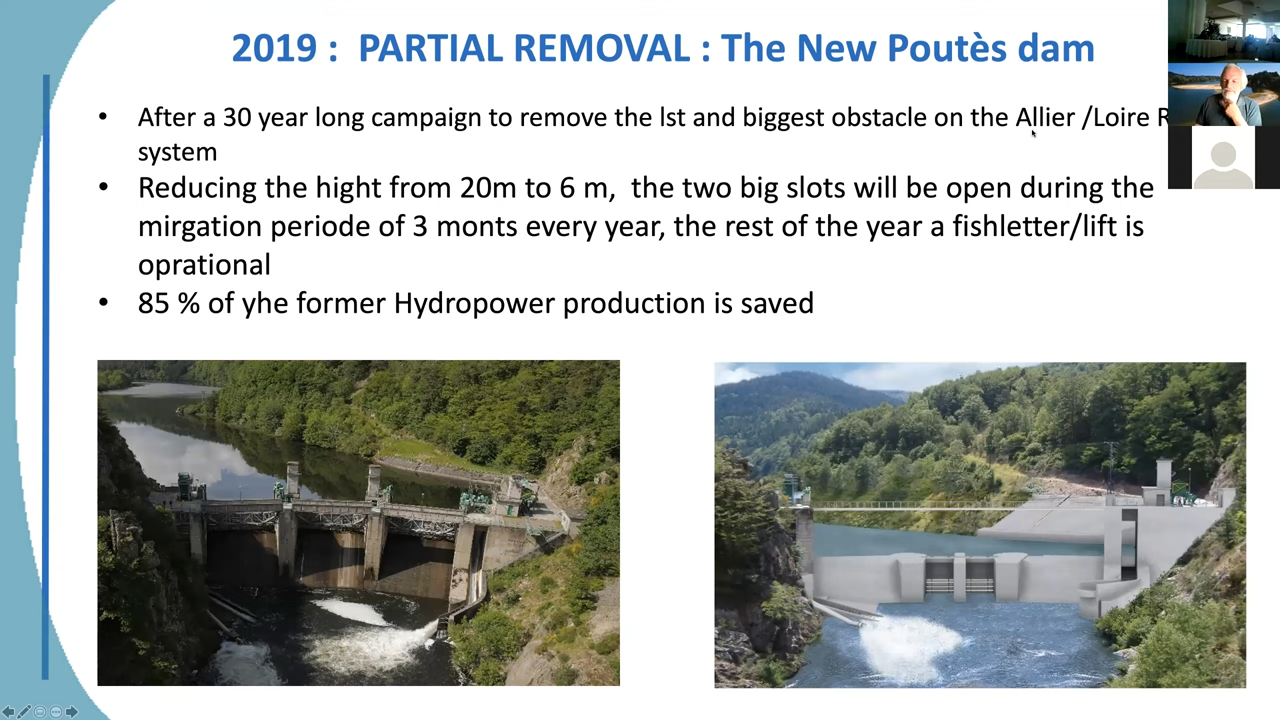 2019 : PARTIAL REMOVAL : The New Poutès dam
• After a 30 year long campaign to remove the lst and biggest obstacle on the Allier /Loire R
system
• Reducing the hight from 20m to 6 m, the two big slots will be open during the
mirgation periode of 3 monts every year, the rest of the year a fishletter/lift is
oprational
• 85 % of yhe former Hydropower production is saved